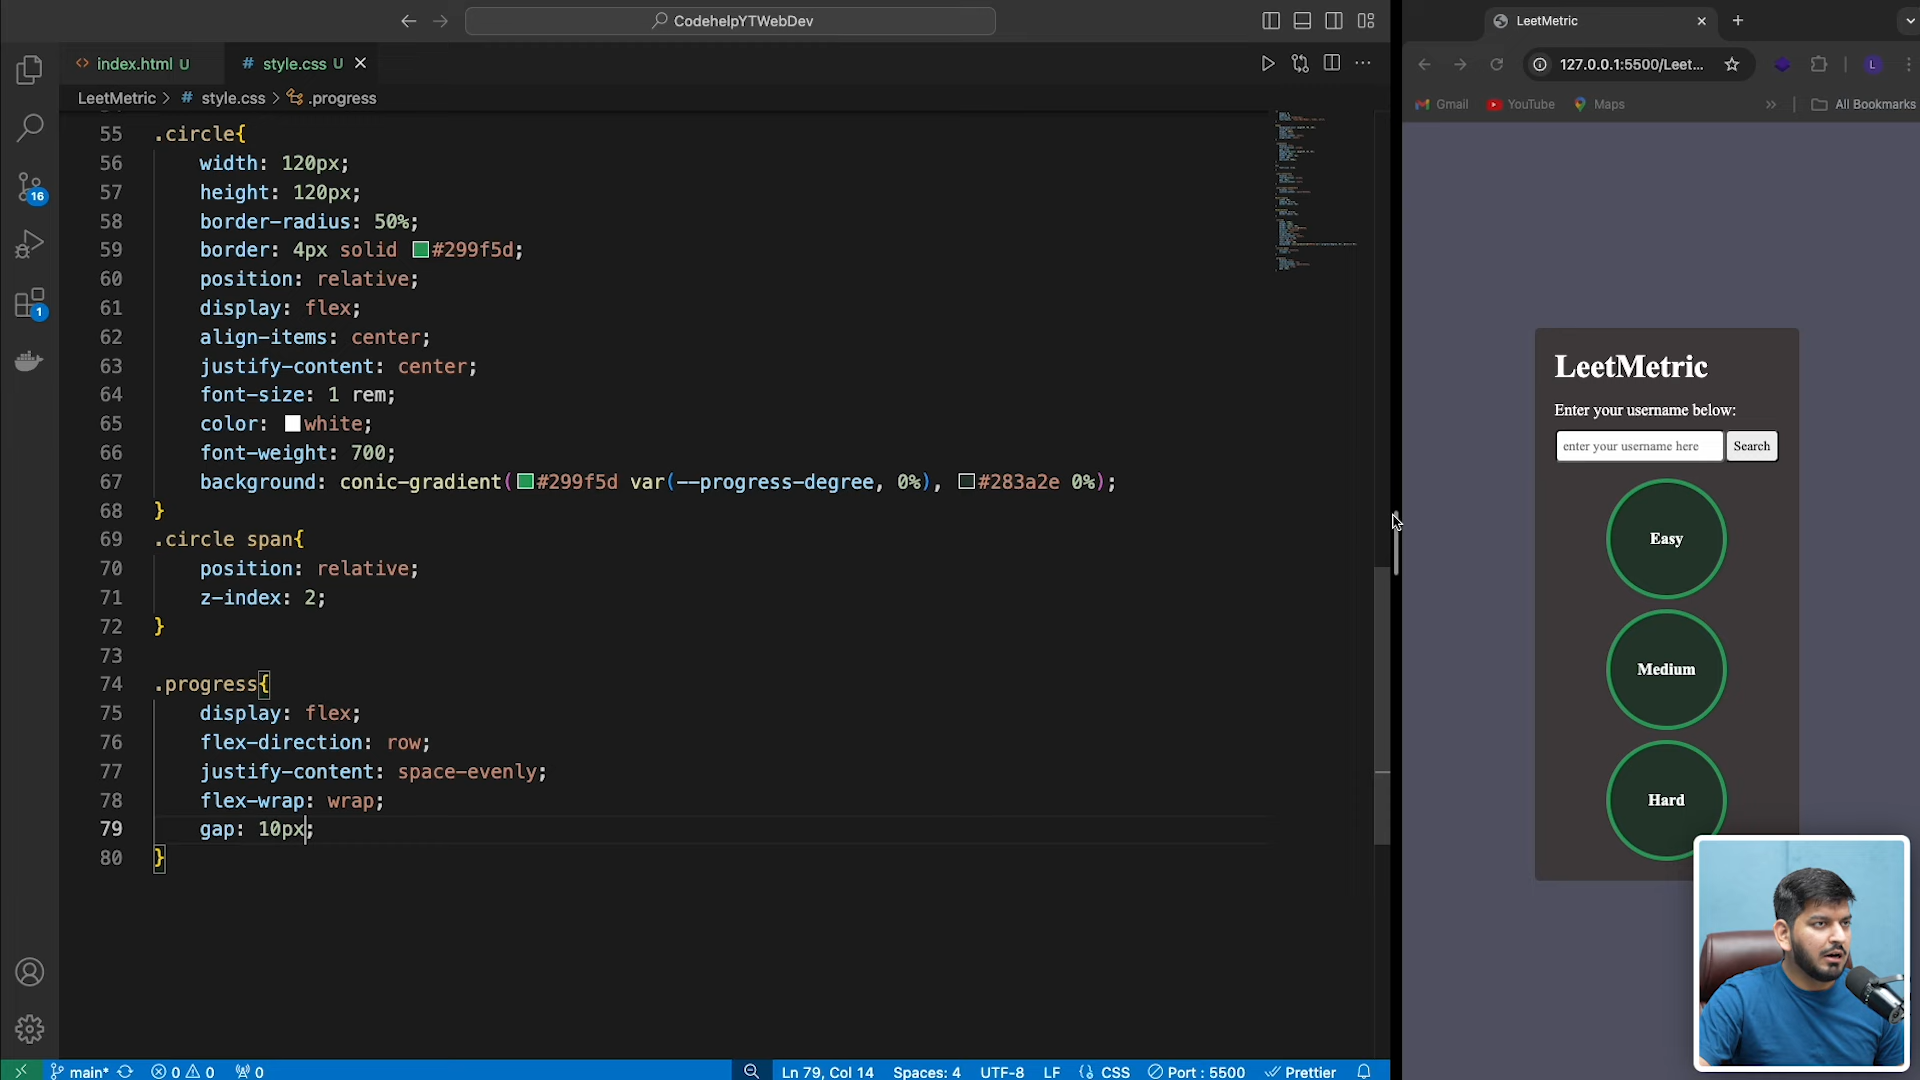 CodehelpYTWebDev
index.html U
# style.css U
LeetMetric > # style.css > .progress
55 .circle{
56 width: 120px;
57 height: 120px;
58 border-radius: 50%;
59 border: 4px solid #299f5d;
60 position: relative;
61 display: flex;
62 align-items: center;
63 justify-content: center;
64 font-size: 1 rem;
65 color: white;
66 font-weight: 700;
67 background: conic-gradient(#299f5d var(--progress-degree, 0%), #283a2e 0%);
68 }
69 .circle span{
70 position: relative;
71 z-index: 2;
72 }
73
74 .progress{
75 display: flex;
76 flex-direction: row;
77 justify-content: space-evenly;
78 flex-wrap: wrap;
79 gap: 10px;
80 }
16
1
main* 0 0 0 Ln 79, Col 14 Spaces: 4 UTF-8 LF {} CSS Port : 5500 Prettier
LeetMetric
127.0.0.1:5500/Leet...
L
Gmail YouTube Maps » All Bookmarks
LeetMetric
Enter your username below:
enter your username here Search
Easy
Medium
Hard